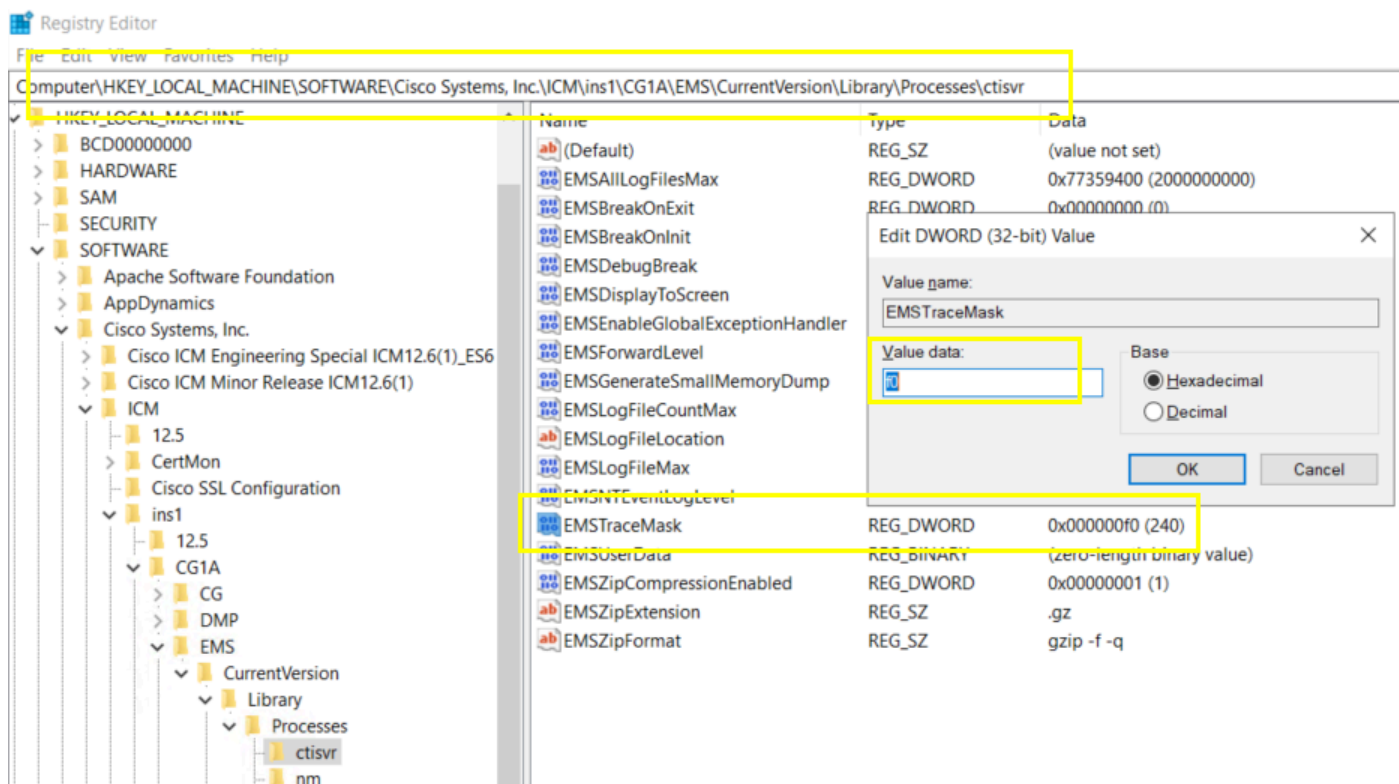 Registry Editor
File Edit View Favorites Help
Computer\HKEY_LOCAL_MACHINE\SOFTWARE\Cisco Systems, Inc.\ICM\ins1\CG1A\EMS\CurrentVersion\Library\Processes\ctisvr
HKEY_LOCAL_MACHINE
BCD00000000
HARDWARE
SAM
SECURITY
SOFTWARE
Apache Software Foundation
AppDynamics
Cisco Systems, Inc.
Cisco ICM Engineering Special ICM12.6(1)_ES6
Cisco ICM Minor Release ICM12.6(1)
ICM
12.5
CertMon
Cisco SSL Configuration
ins1
12.5
CG1A
CG
DMP
EMS
CurrentVersion
Library
Processes
ctisvr
nm
Name Type Data
(Default) REG_SZ (value not set)
EMSAllLogFilesMax REG_DWORD 0x77359400 (2000000000)
EMSBreakOnExit REG_DWORD 0x00000000 (0)
EMSBreakOnInit
EMSDebugBreak
EMSDisplayToScreen
EMSEnableGlobalExceptionHandler
EMSForwardLevel
EMSGenerateSmallMemoryDump
EMSLogFileCountMax
EMSLogFileLocation
EMSLogFileMax
EMSNTEventLogLevel
EMSTraceMask REG_DWORD 0x000000f0 (240)
EMSUserData REG_BINARY (zero-length binary value)
EMSZipCompressionEnabled REG_DWORD 0x00000001 (1)
EMSZipExtension REG_SZ .gz
EMSZipFormat REG_SZ gzip -f -q
Edit DWORD (32-bit) Value
Value name:
EMSTraceMask
Value data:
f0
Base
Hexadecimal
Decimal
OK Cancel